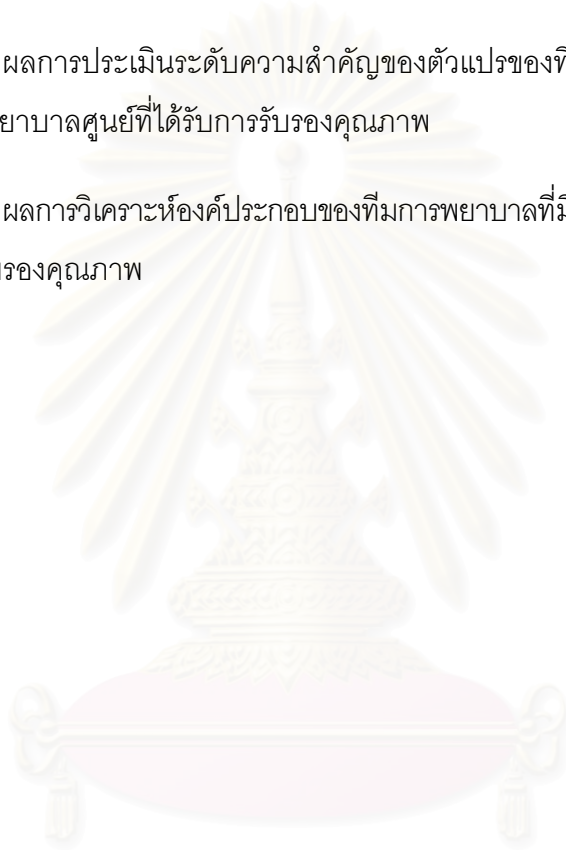 ผลการประเมินระดับความสำคัญของตัวแปรของที
ยาบาลศูนย์ที่ได้รับการรับรองคุณภาพ
ผลการวิเคราะห์องค์ประกอบของทีมการพยาบาลที่มี
รองคุณภาพ